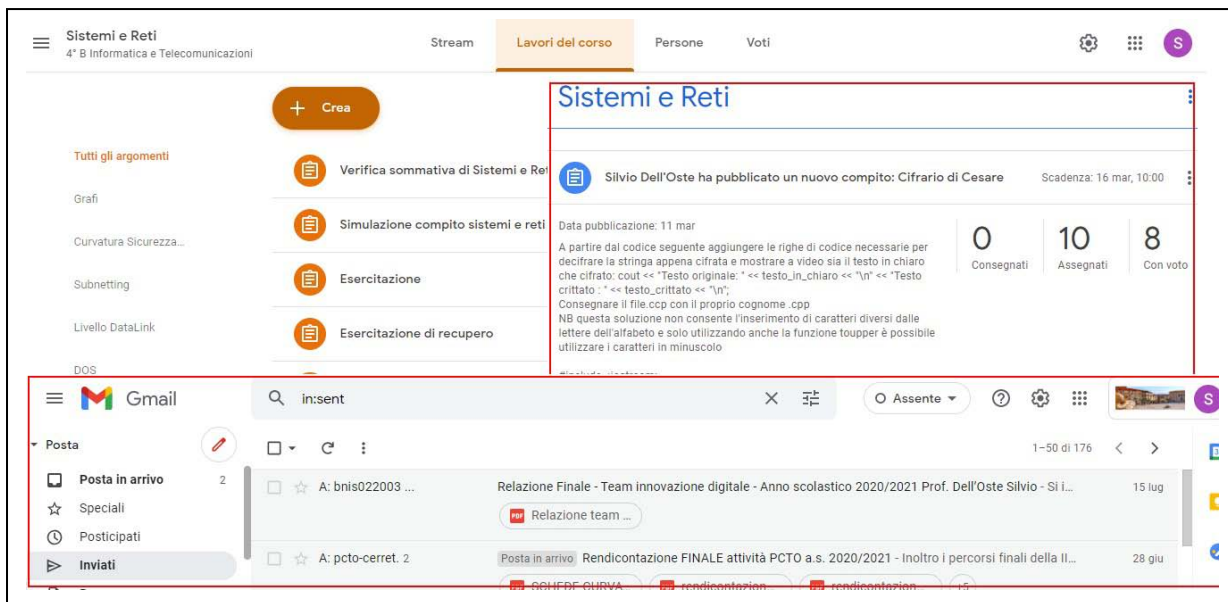 Sistemi e Reti
4° B Informatica e Telecomunicazioni
Stream
Lavori del corso
Persone
Voti
S
Crea
Tutti gli argomenti
Grafi
Curvatura Sicurezza...
Subnetting
Livello DataLink
DOS
Verifica sommativa di Sistemi e Ret
Simulazione compito sistemi e reti
Esercitazione
Esercitazione di recupero
Sistemi e Reti
Silvio Dell'Oste ha pubblicato un nuovo compito: Cifrario di Cesare
Scadenza: 16 mar, 10:00
Data pubblicazione: 11 mar
A partire dal codice seguente aggiungere le righe di codice necessarie per
decifrare la stringa appena cifrata e mostrare a video sia il testo in chiaro
che cifrato: cout << "Testo originale: " << testo_in_chiaro << "\n" << "Testo
crittato : " << testo_crittato << "\n";
Consegnare il file.ccp con il proprio cognome .cpp
NB questa soluzione non consente l'inserimento di caratteri diversi dalle
lettere dell'alfabeto e solo utilizzando anche la funzione toupper è possibile
utilizzare i caratteri in minuscolo
0
Consegnati
10
Assegnati
8
Con voto
Gmail
in:sent
Assente
S
Posta
Posta in arrivo 2
Speciali
Posticipati
Inviati
1–50 di 176
A: bnis022003 ...
Relazione Finale - Team innovazione digitale - Anno scolastico 2020/2021 Prof. Dell'Oste Silvio - Si i...
15 lug
PDF Relazione team ...
A: pcto-cerret. 2
Posta in arrivo Rendicontazione FINALE attività PCTO a.s. 2020/2021 - Inoltro i percorsi finali della II...
28 giu